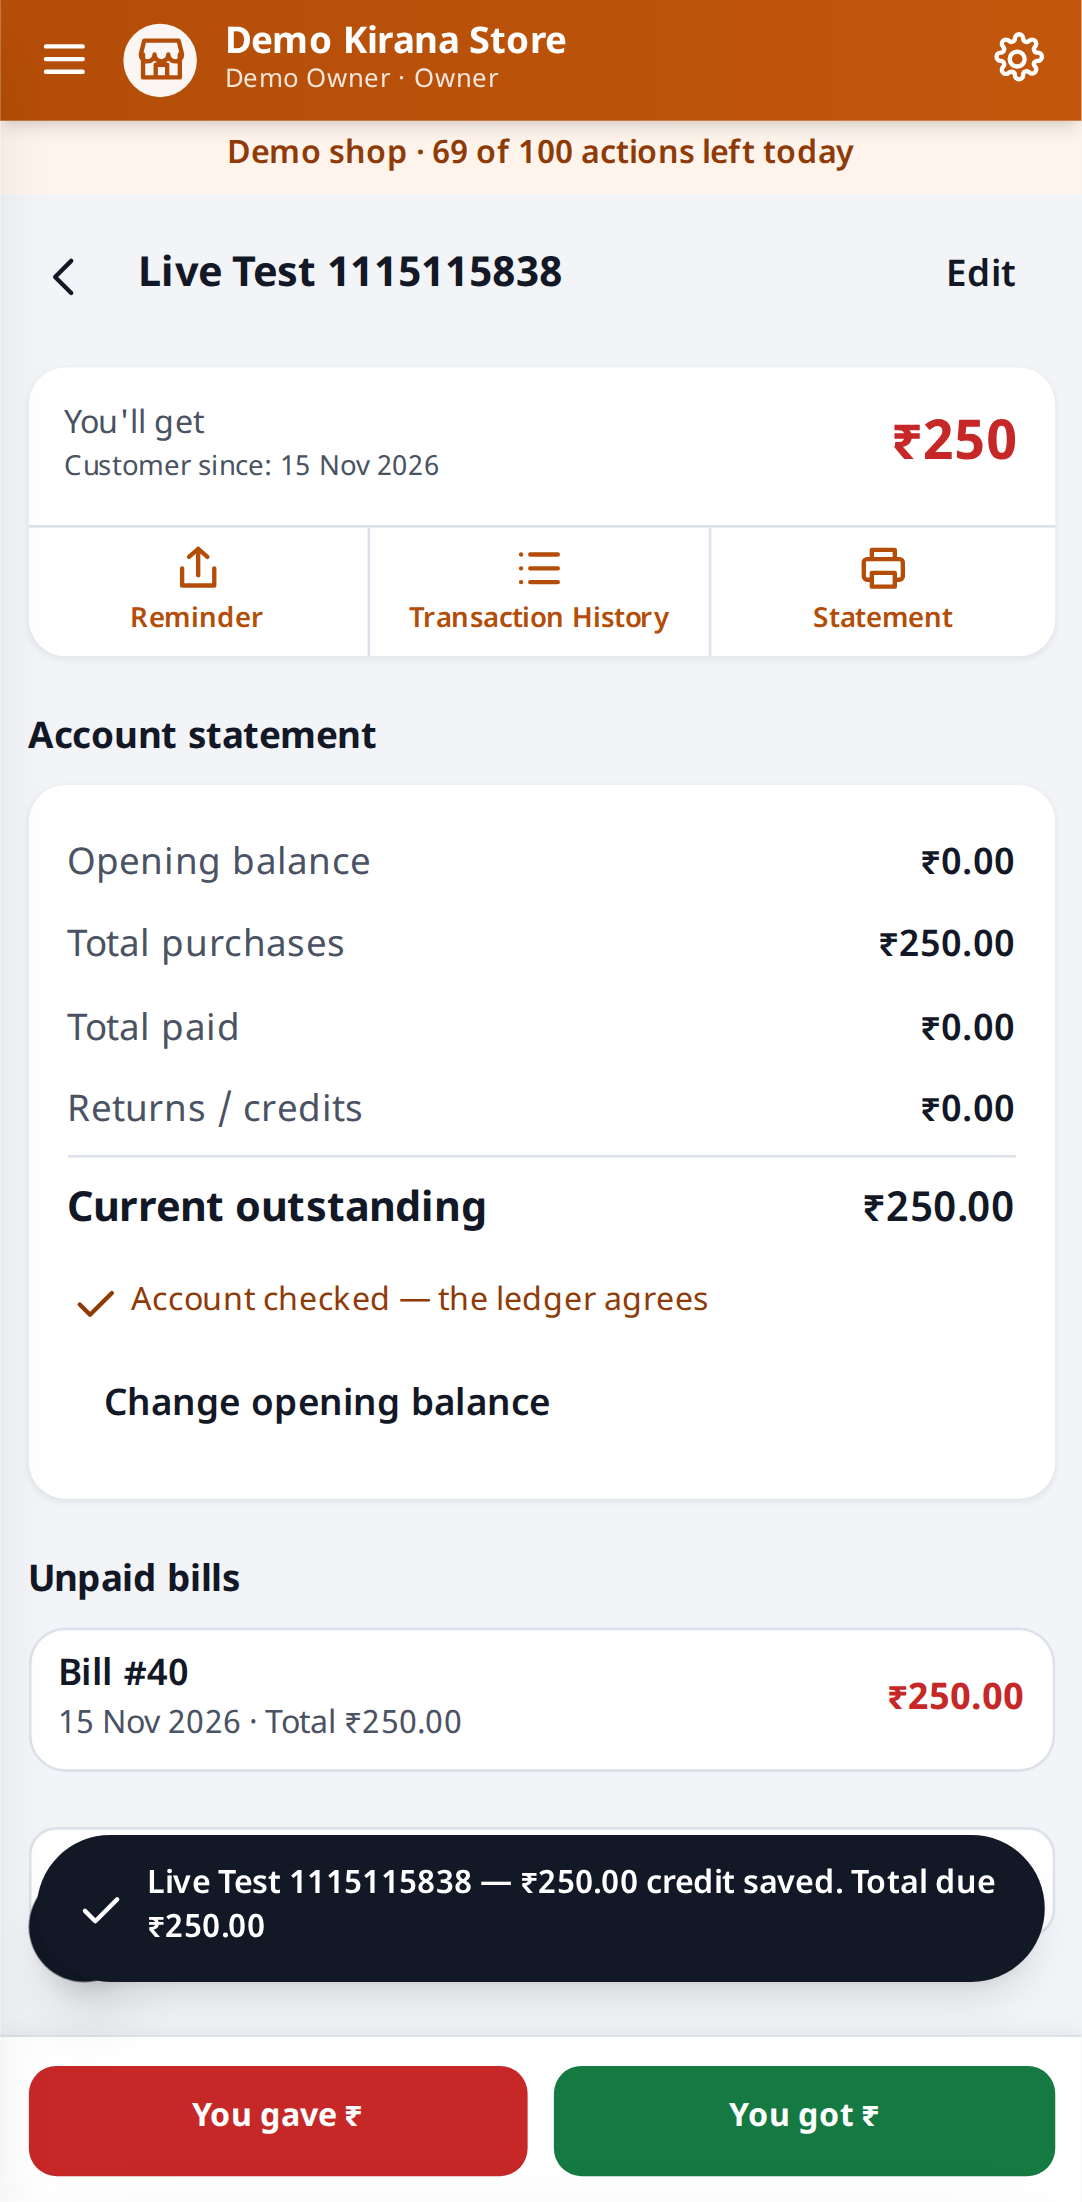 Demo Kirana Store
Demo Owner · Owner
Demo shop · 69 of 100 actions left today
Live Test 1115115838
Edit
You'll get
Customer since: 15 Nov 2026
₹250
Reminder
Transaction History
Statement
Account statement
Opening balance ₹0.00
Total purchases ₹250.00
Total paid ₹0.00
Returns / credits ₹0.00
Current outstanding ₹250.00
Account checked — the ledger agrees
Change opening balance
Unpaid bills
Bill #40
15 Nov 2026 · Total ₹250.00
₹250.00
Live Test 1115115838 — ₹250.00 credit saved. Total due
₹250.00
You gave ₹
You got ₹